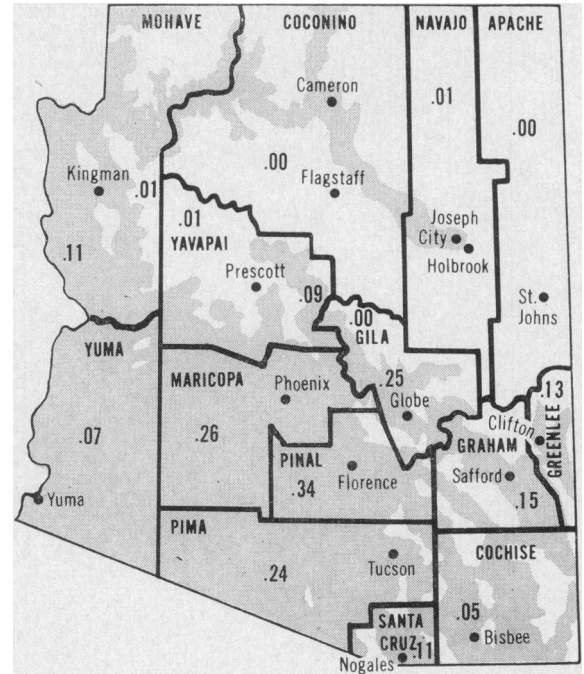 MOHAVE
COCONINO
NAVAJO
APACHE
Cameron
.01
.00
.00
Kingman
.01
Flagstaff
.11
.01
YAVAPAI
Joseph
City
Holbrook
Prescott
.09
St.
Johns
.00
GILA
YUMA
MARICOPA
Phoenix
.25
Globe
.13
Clifton
GREENLEE
GRAHAM
.07
.26
PINAL
.34
Florence
Safford
.15
Yuma
PIMA
.24
Tucson
COCHISE
SANTA
CRUZ
.11
.05
Bisbee
Nogales